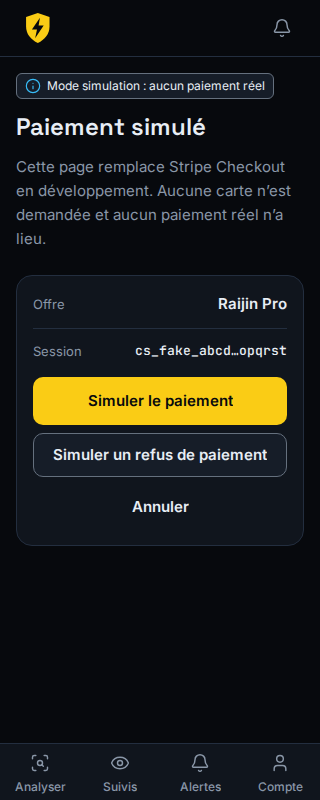 Mode simulation : aucun paiement réel
Paiement simulé
Cette page remplace Stripe Checkout
en développement. Aucune carte n’est
demandée et aucun paiement réel n’a
lieu.
Offre Raijin Pro
Session cs_fake_abcd…opqrst
Simuler le paiement
Simuler un refus de paiement
Annuler
Analyser Suivis Alertes Compte